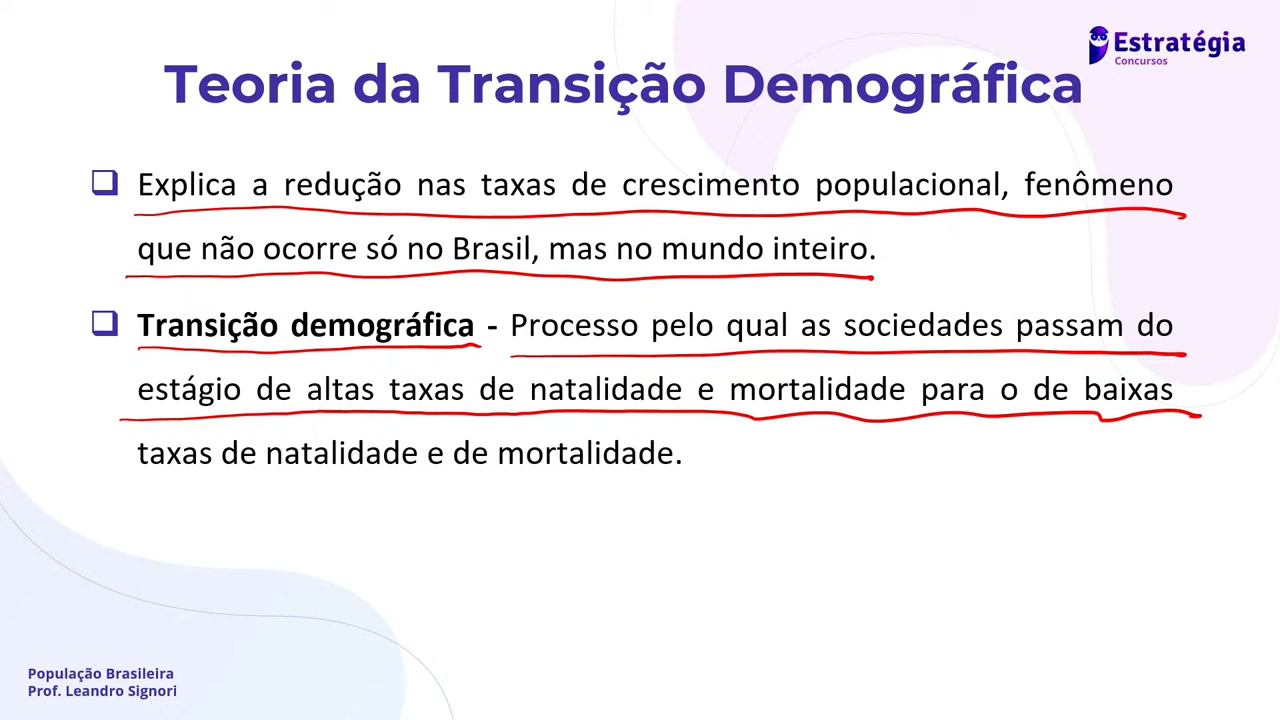 Estratégia
Concursos
Teoria da Transição Demográfica
Explica a redução nas taxas de crescimento populacional, fenômeno
que não ocorre só no Brasil, mas no mundo inteiro.
Transição demográfica - Processo pelo qual as sociedades passam do
estágio de altas taxas de natalidade e mortalidade para o de baixas
taxas de natalidade e de mortalidade.
População Brasileira
Prof. Leandro Signori